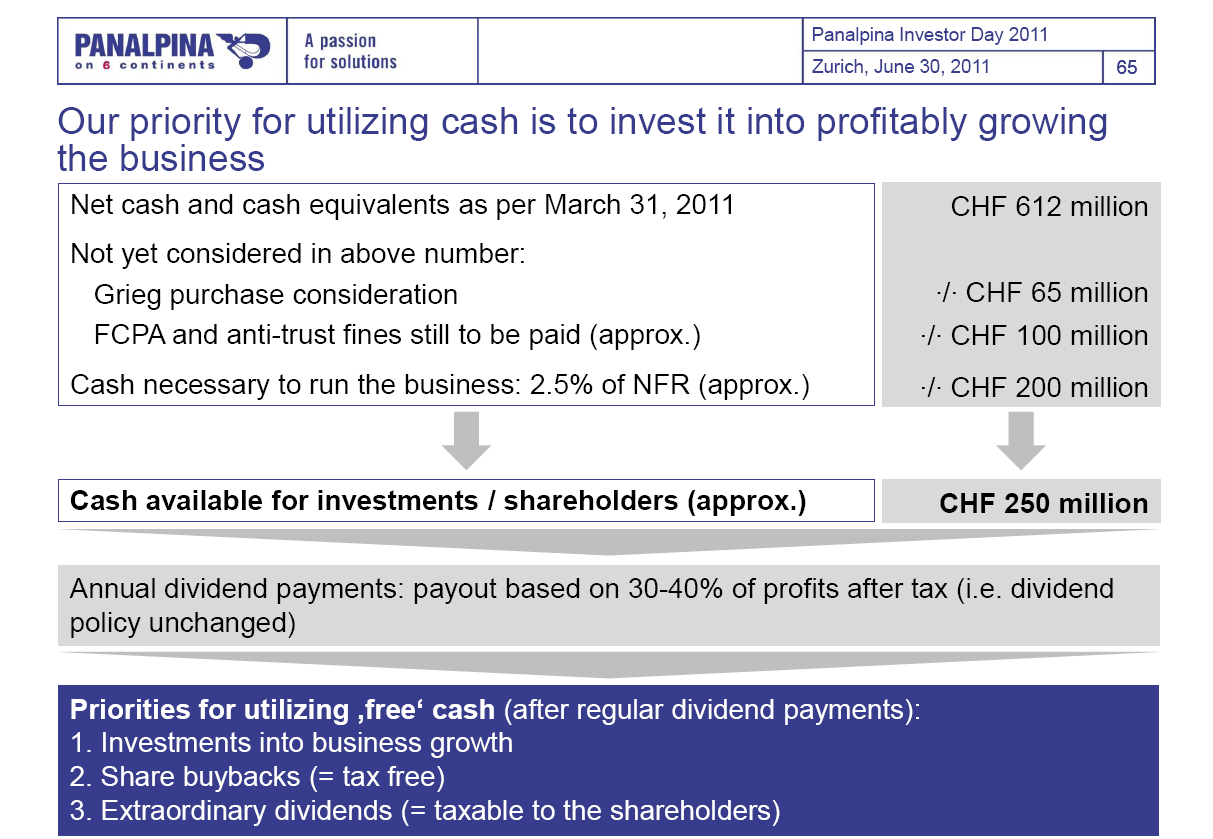 PANALPINA
on 6 continents
A passion
for solutions
Panalpina Investor Day 2011
Zurich, June 30, 2011
65
Our priority for utilizing cash is to invest it into profitably growing
the business
Net cash and cash equivalents as per March 31, 2011
CHF 612 million
Not yet considered in above number:
Grieg purchase consideration
·/· CHF 65 million
FCPA and anti-trust fines still to be paid (approx.)
·/· CHF 100 million
Cash necessary to run the business: 2.5% of NFR (approx.)
·/· CHF 200 million
Cash available for investments / shareholders (approx.)
CHF 250 million
Annual dividend payments: payout based on 30-40% of profits after tax (i.e. dividend
policy unchanged)
Priorities for utilizing ‚free‘ cash (after regular dividend payments):
1. Investments into business growth
2. Share buybacks (= tax free)
3. Extraordinary dividends (= taxable to the shareholders)